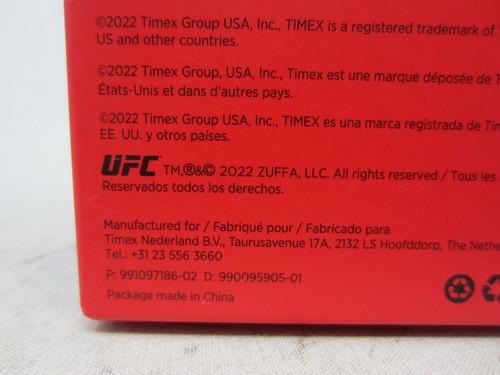 ©2022 Timex Group USA, Inc., TIMEX is a registered trademark of
US and other countries.
©2022 Timex Group, USA, Inc., Timex est une marque déposée de
États-Unis et dans d'autres pays.
©2022 Timex Group USA, Inc., TIMEX es una marca registrada de
EE. UU. y otros países.
UFC TM,®&© 2022 ZUFFA, LLC. All rights reserved / Tous les
Reservados todos los derechos.
Manufactured for / Fabriqué pour / Fabricado para
Timex Nederland B.V., Taurusavenue 17A, 2132 LS Hoofddorp, The
Tel.: +31 23 556 3660
P: 991097186-02 D: 990095905-01
Package made in China